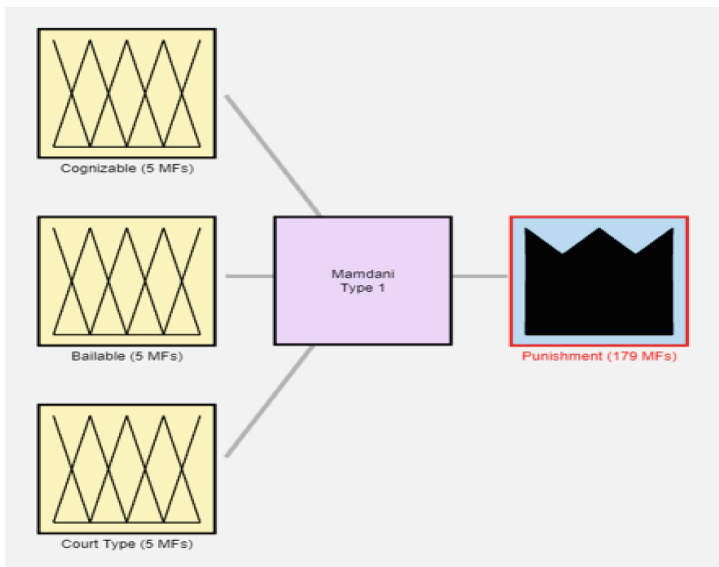 Cognizable (5 MFs)
Mamdani
Type 1
Bailable (5 MFs)
Punishment (179 MFs)
Court Type (5 MFs)